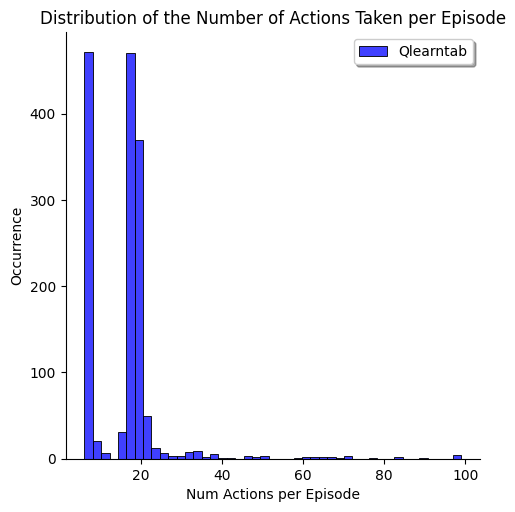 Distribution of the Number of Actions Taken per Episode
Qlearntab
400
300
200
100
0
Occurrence
20
40
60
80
100
Num Actions per Episode